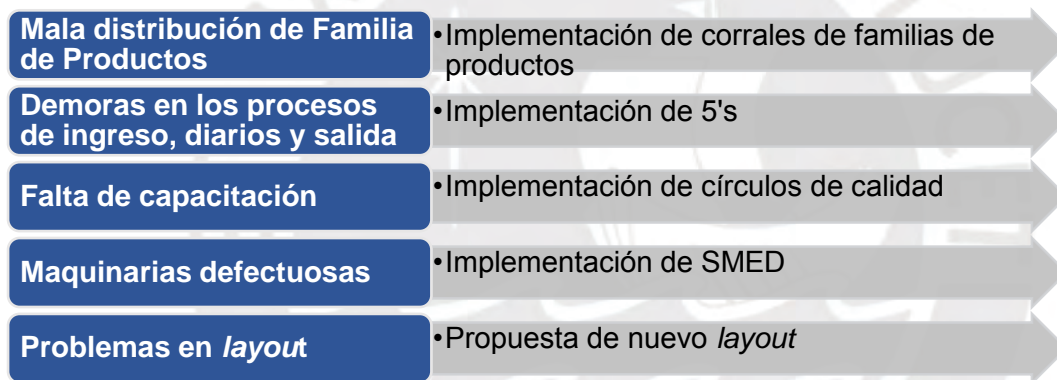 Mala distribución de Familia
de Productos
•Implementación de corrales de familias de
productos
Demoras en los procesos
de ingreso, diarios y salida
•Implementación de 5's
Falta de capacitación
•Implementación de círculos de calidad
Maquinarias defectuosas
•Implementación de SMED
Problemas en layout
•Propuesta de nuevo layout